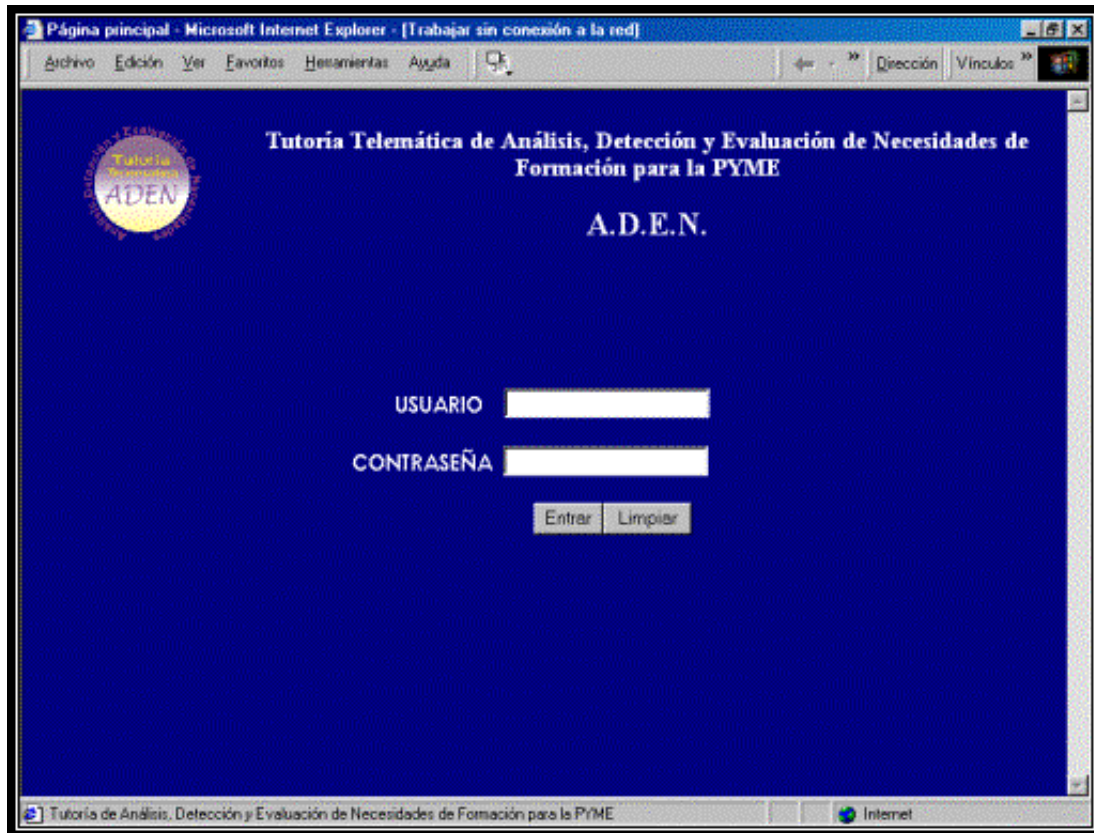 Página principal - Microsoft Internet Explorer - [Trabajar sin conexión a la red]
Archivo Edición Ver Favoritos Herramientas Ayuda Dirección Vínculos »
Tutoría Telemática de Análisis, Detección y Evaluación de Necesidades de
Formación para la PYME
Tutoría
Telemática
ADEN
A.D.E.N.
USUARIO
CONTRASEÑA
Entrar Limpiar
Tutoría de Análisis, Detección y Evaluación de Necesidades de Formación para la PYME Internet